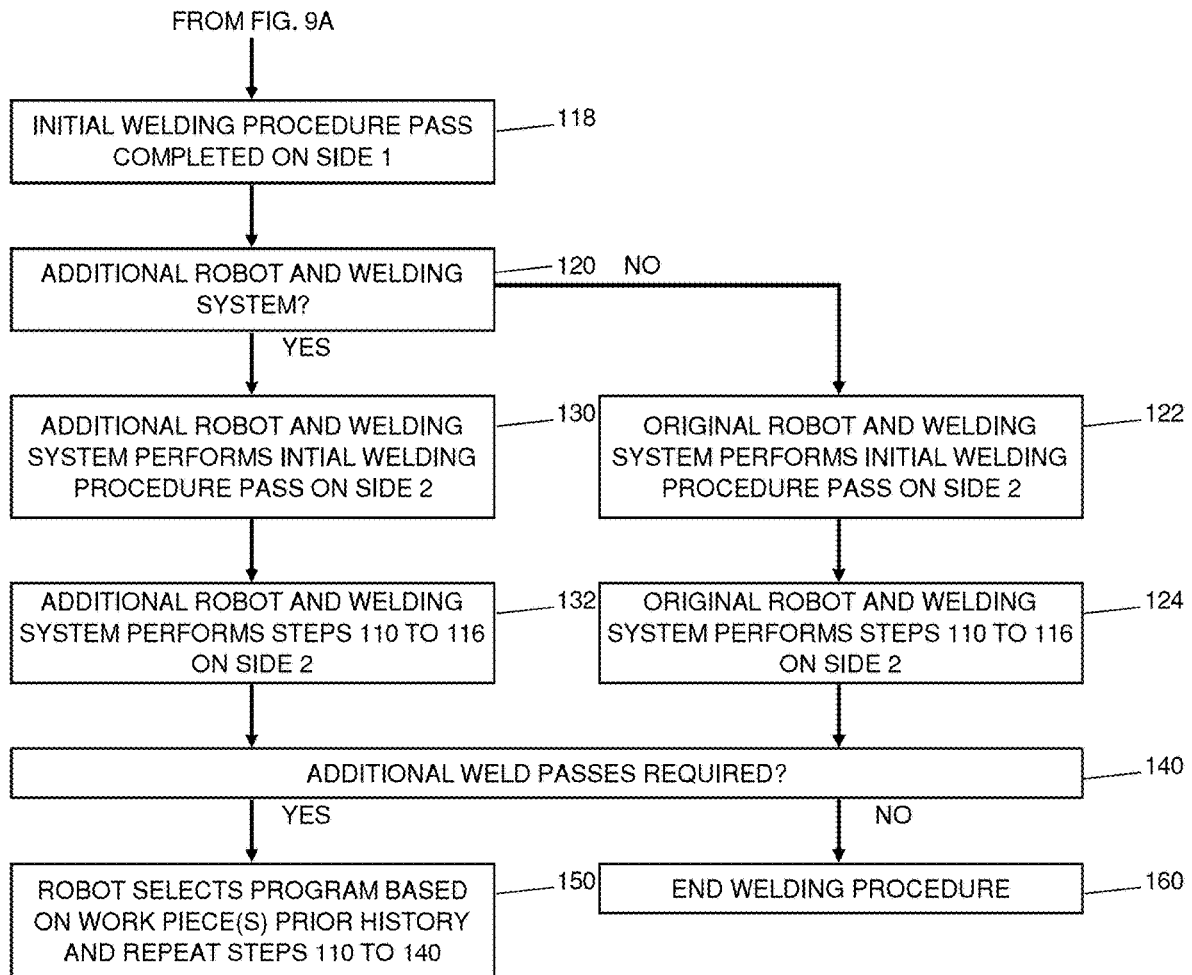 FROM FIG. 9A
INITIAL WELDING PROCEDURE PASS
COMPLETED ON SIDE 1
118
ADDITIONAL ROBOT AND WELDING
SYSTEM?
120
NO
YES
ADDITIONAL ROBOT AND WELDING
SYSTEM PERFORMS INTIAL WELDING
PROCEDURE PASS ON SIDE 2
130
ORIGINAL ROBOT AND WELDING
SYSTEM PERFORMS INITIAL WELDING
PROCEDURE PASS ON SIDE 2
122
ADDITIONAL ROBOT AND WELDING
SYSTEM PERFORMS STEPS 110 TO 116
ON SIDE 2
132
ORIGINAL ROBOT AND WELDING
SYSTEM PERFORMS STEPS 110 TO 116
ON SIDE 2
124
ADDITIONAL WELD PASSES REQUIRED?
140
YES
NO
ROBOT SELECTS PROGRAM BASED
ON WORK PIECE(S) PRIOR HISTORY
AND REPEAT STEPS 110 TO 140
150
END WELDING PROCEDURE
160